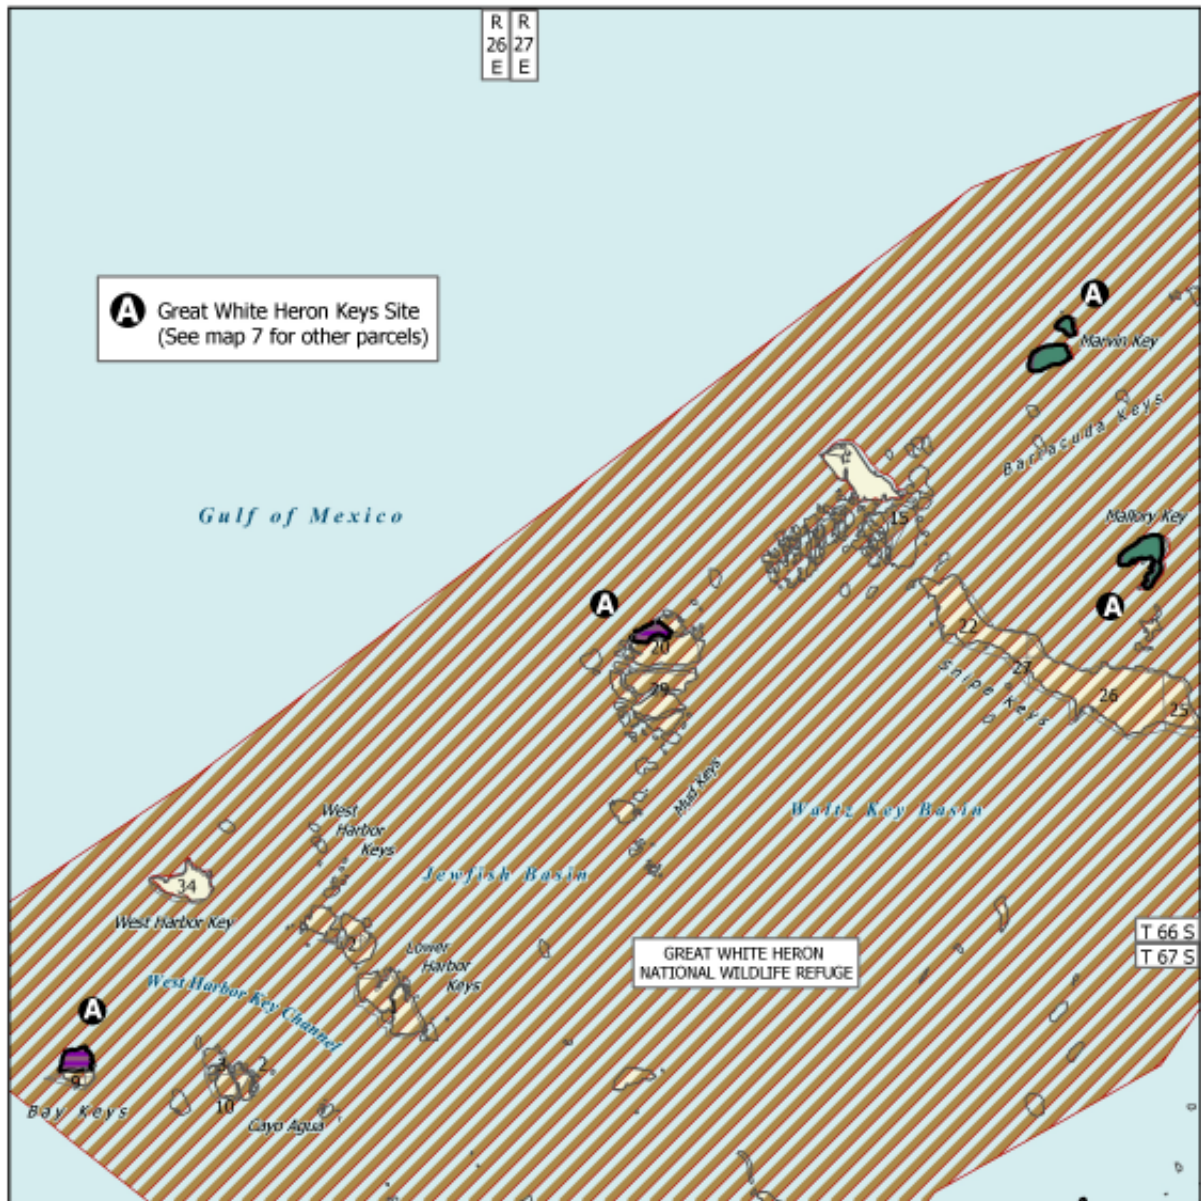 R
26
E
R
27
E
A Great White Heron Keys Site
(See map 7 for other parcels)
A
Marvin Key
Barracuda Keys
Gulf of Mexico
15
Mallory Key
A
A
20
22
29
27
Snipe Keys
26
25
Mud Keys
Waltz Key Basin
West
Harbor
Keys
Jewfish Basin
34
West Harbor Key
2
Lower
Harbor
Keys
T 66 S
T 67 S
GREAT WHITE HERON
NATIONAL WILDLIFE REFUGE
West Harbor Key Channel
A
9
3
2
10
Bay Keys
Cayo Agua